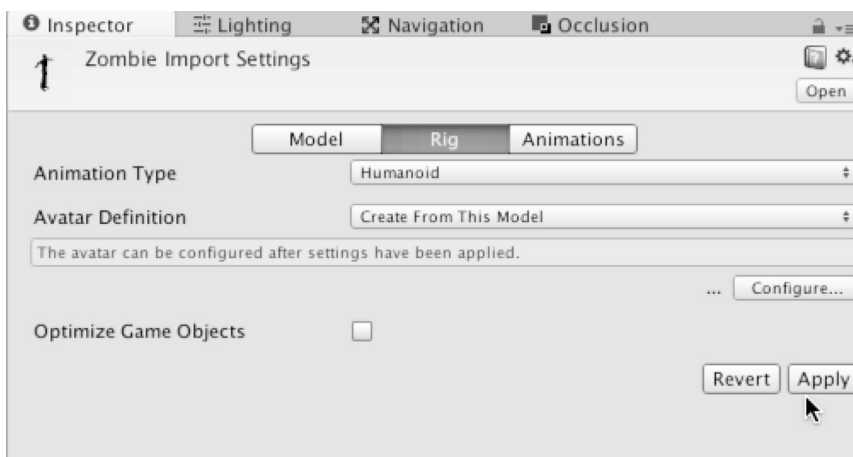 Inspector Lighting Navigation Occlusion
Zombie Import Settings
Open
Model Rig Animations
Animation Type Humanoid
Avatar Definition Create From This Model
The avatar can be configured after settings have been applied.
... Configure...
Optimize Game Objects
Revert Apply